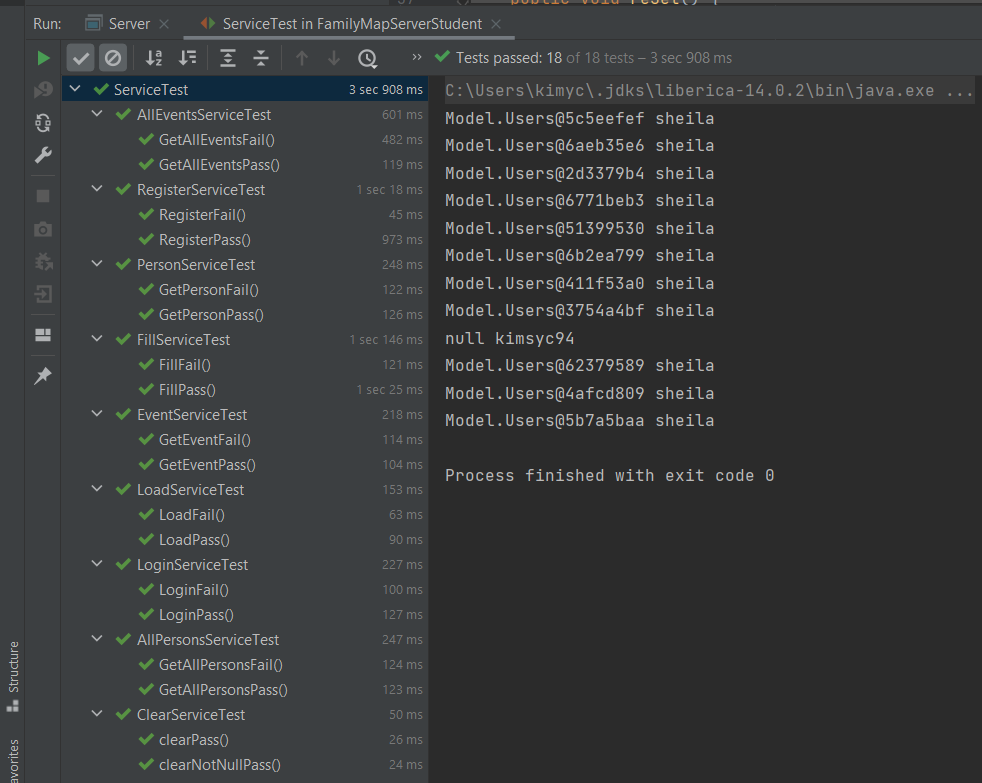 Run: Server × ServiceTest in FamilyMapServerStudent ×
>> ✓ Tests passed: 18 of 18 tests – 3 sec 908 ms
ServiceTest 3 sec 908 ms
AllEventsServiceTest 601 ms
GetAllEventsFail() 482 ms
GetAllEventsPass() 119 ms
RegisterServiceTest 1 sec 18 ms
RegisterFail() 45 ms
RegisterPass() 973 ms
PersonServiceTest 248 ms
GetPersonFail() 122 ms
GetPersonPass() 126 ms
FillServiceTest 1 sec 146 ms
FillFail() 121 ms
FillPass() 1 sec 25 ms
EventServiceTest 218 ms
GetEventFail() 114 ms
GetEventPass() 104 ms
LoadServiceTest 153 ms
LoadFail() 63 ms
LoadPass() 90 ms
LoginServiceTest 227 ms
LoginFail() 100 ms
LoginPass() 127 ms
AllPersonsServiceTest 247 ms
GetAllPersonsFail() 124 ms
GetAllPersonsPass() 123 ms
ClearServiceTest 50 ms
clearPass() 26 ms
clearNotNullPass() 24 ms
C:\Users\kimyc\.jdks\liberica-14.0.2\bin\java.exe ...
Model.Users@5c5eefef sheila
Model.Users@6aeb35e6 sheila
Model.Users@2d3379b4 sheila
Model.Users@6771beb3 sheila
Model.Users@51399530 sheila
Model.Users@6b2ea799 sheila
Model.Users@411f53a0 sheila
Model.Users@3754a4bf sheila
null kimsyc94
Model.Users@62379589 sheila
Model.Users@4afcd809 sheila
Model.Users@5b7a5baa sheila
Process finished with exit code 0
Structure